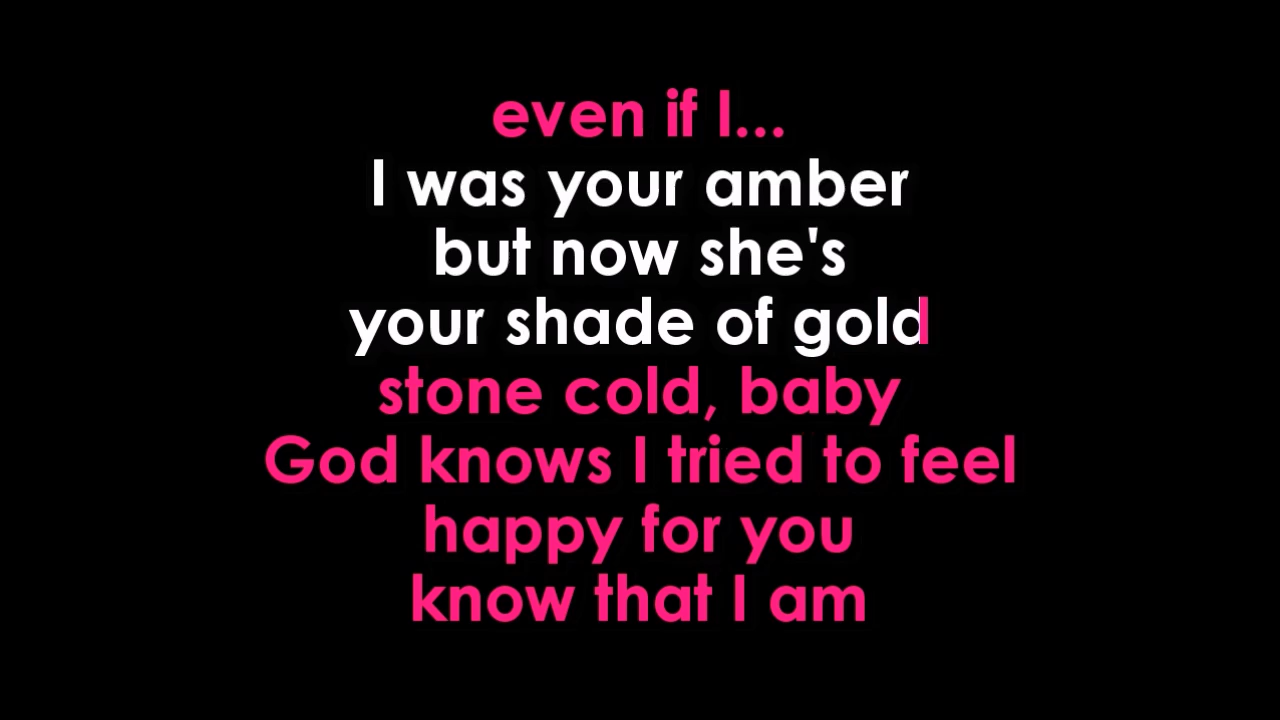 even if I...
I was your amber
but now she's
your shade of gold
stone cold, baby
God knows I tried to feel
happy for you
know that I am